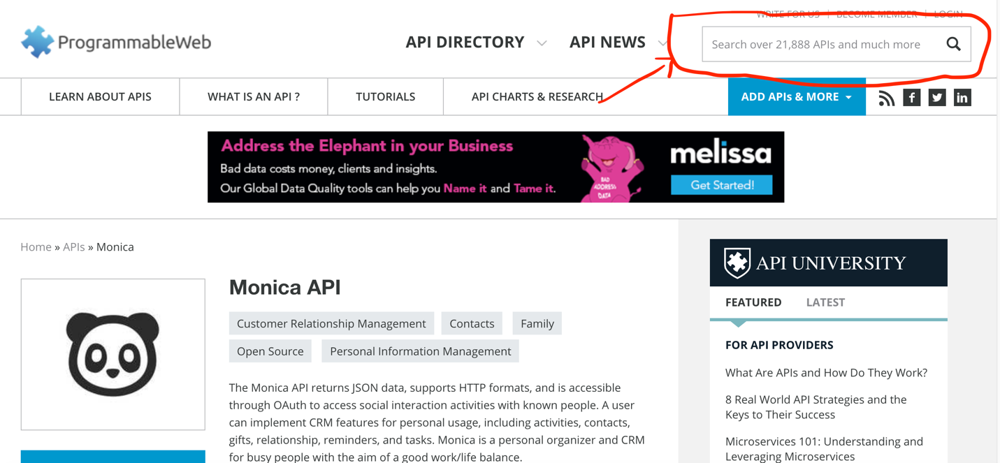 WRITE FOR US | BECOME MEMBER | LOGIN
ProgrammableWeb
API DIRECTORY
API NEWS
Search over 21,888 APIs and much more
LEARN ABOUT APIS
WHAT IS AN API ?
TUTORIALS
API CHARTS & RESEARCH
ADD APIs & MORE
f
in
Address the Elephant in your Business
Bad data costs money, clients and insights.
Our Global Data Quality tools can help you Name it and Tame it.
BAD
ADDRESS
DATA
melissa
Get Started!
Home » APIs » Monica
Monica API
Customer Relationship Management
Contacts
Family
Open Source
Personal Information Management
The Monica API returns JSON data, supports HTTP formats, and is accessible
through OAuth to access social interaction activities with known people. A user
can implement CRM features for personal usage, including activities, contacts,
gifts, relationship, reminders, and tasks. Monica is a personal organizer and CRM
for busy people with the aim of a good work/life balance.
API UNIVERSITY
FEATURED
LATEST
FOR API PROVIDERS
What Are APIs and How Do They Work?
8 Real World API Strategies and the
Keys to Their Success
Microservices 101: Understanding and
Leveraging Microservices